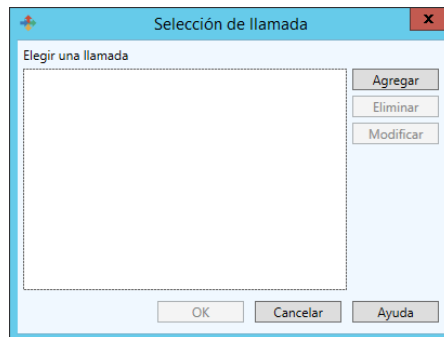 Selección de llamada
x
Elegir una llamada
Agregar
Eliminar
Modificar
OK Cancelar Ayuda